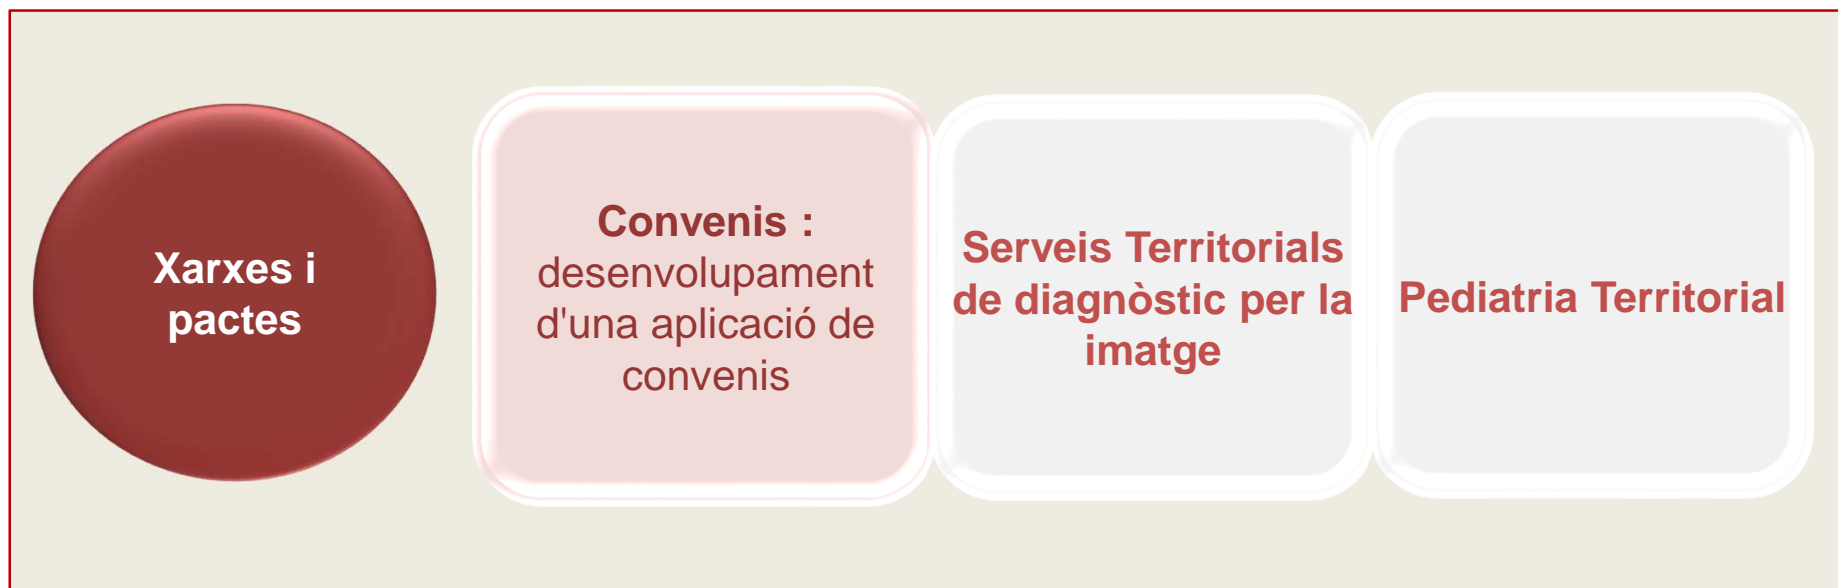 Xarxes i
pactes
Convenis :
desenvolupament
d'una aplicació de
convenis
Serveis Territorials
de diagnòstic per la
imatge
Pediatria Territorial